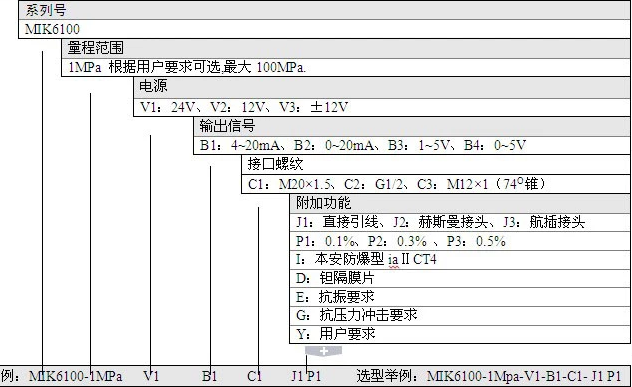 系列号
MIK6100
量程范围
1MPa 根据用户要求可选,最大 100MPa.
电源
V1：24V、V2：12V、V3：±12V
输出信号
B1：4~20mA、B2：0~20mA、B3：1~5V、B4：0~5V
接口螺纹
C1：M20×1.5、C2：G1/2、C3：M12×1（74⁰锥）
附加功能
J1：直接引线、J2：赫斯曼接头、J3：航插接头
P1：0.1%、P2：0.3% 、P3：0.5%
I：本安防爆型 iaⅡCT4
D：钽隔膜片
E：抗振要求
G：抗压力冲击要求
Y：用户要求
例：MIK6100-1MPa V1 B1 C1 J1 P1 选型举例：MIK6100-1Mpa-V1-B1-C1- J1 P1